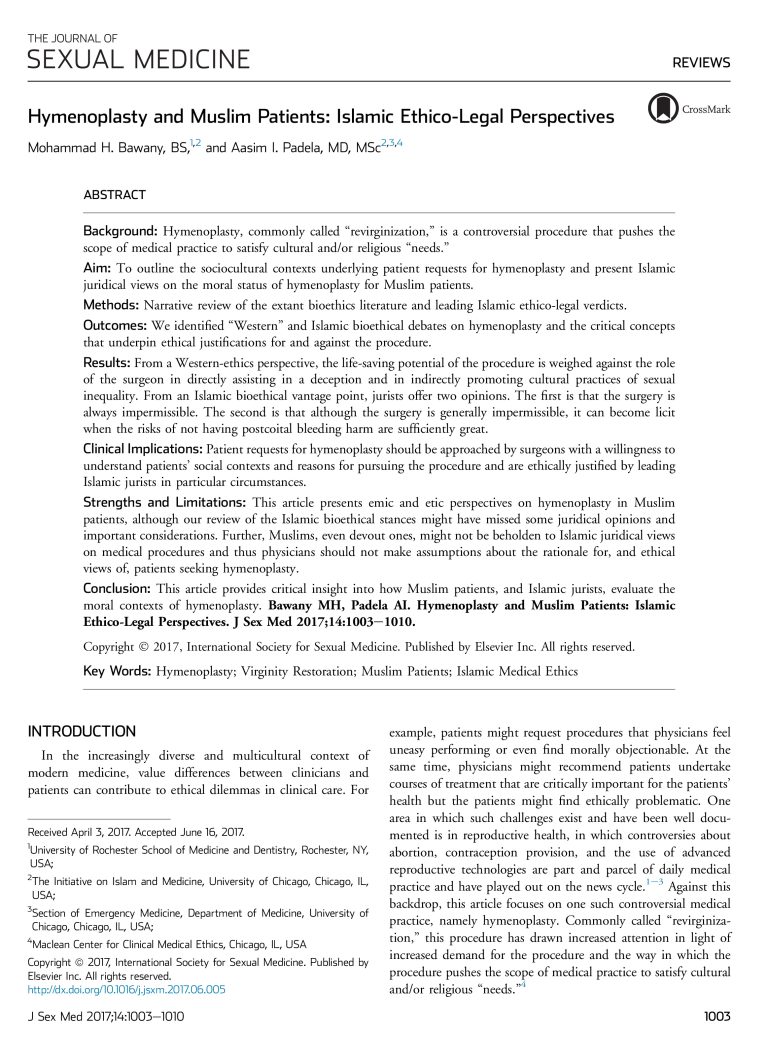 THE JOURNAL OF
SEXUAL MEDICINE
REVIEWS
Hymenoplasty and Muslim Patients: Islamic Ethico-Legal Perspectives
CrossMark
Mohammad H. Bawany, BS,1,2 and Aasim I. Padela, MD, MSc2,3,4
ABSTRACT
Background: Hymenoplasty, commonly called “revirginization,” is a controversial procedure that pushes the
scope of medical practice to satisfy cultural and/or religious “needs.”
Aim: To outline the sociocultural contexts underlying patient requests for hymenoplasty and present Islamic
juridical views on the moral status of hymenoplasty for Muslim patients.
Methods: Narrative review of the extant bioethics literature and leading Islamic ethico-legal verdicts.
Outcomes: We identified “Western” and Islamic bioethical debates on hymenoplasty and the critical concepts
that underpin ethical justifications for and against the procedure.
Results: From a Western-ethics perspective, the life-saving potential of the procedure is weighed against the role
of the surgeon in directly assisting in a deception and in indirectly promoting cultural practices of sexual
inequality. From an Islamic bioethical vantage point, jurists offer two opinions. The first is that the surgery is
always impermissible. The second is that although the surgery is generally impermissible, it can become licit
when the risks of not having postcoital bleeding harm are sufficiently great.
Clinical Implications: Patient requests for hymenoplasty should be approached by surgeons with a willingness to
understand patients’ social contexts and reasons for pursuing the procedure and are ethically justified by leading
Islamic jurists in particular circumstances.
Strengths and Limitations: This article presents emic and etic perspectives on hymenoplasty in Muslim
patients, although our review of the Islamic bioethical stances might have missed some juridical opinions and
important considerations. Further, Muslims, even devout ones, might not be beholden to Islamic juridical views
on medical procedures and thus physicians should not make assumptions about the rationale for, and ethical
views of, patients seeking hymenoplasty.
Conclusion: This article provides critical insight into how Muslim patients, and Islamic jurists, evaluate the
moral contexts of hymenoplasty. Bawany MH, Padela AI. Hymenoplasty and Muslim Patients: Islamic
Ethico-Legal Perspectives. J Sex Med 2017;14:1003–1010.
Copyright © 2017, International Society for Sexual Medicine. Published by Elsevier Inc. All rights reserved.
Key Words: Hymenoplasty; Virginity Restoration; Muslim Patients; Islamic Medical Ethics
INTRODUCTION
In the increasingly diverse and multicultural context of
modern medicine, value differences between clinicians and
patients can contribute to ethical dilemmas in clinical care. For
Received April 3, 2017. Accepted June 16, 2017.
1University of Rochester School of Medicine and Dentistry, Rochester, NY,
USA;
2The Initiative on Islam and Medicine, University of Chicago, Chicago, IL,
USA;
3Section of Emergency Medicine, Department of Medicine, University of
Chicago, Chicago, IL, USA;
4Maclean Center for Clinical Medical Ethics, Chicago, IL, USA
Copyright © 2017, International Society for Sexual Medicine. Published by
Elsevier Inc. All rights reserved.
http://dx.doi.org/10.1016/j.jsxm.2017.06.005
example, patients might request procedures that physicians feel
uneasy performing or even find morally objectionable. At the
same time, physicians might recommend patients undertake
courses of treatment that are critically important for the patients’
health but the patients might find ethically problematic. One
area in which such challenges exist and have been well docu-
mented is in reproductive health, in which controversies about
abortion, contraception provision, and the use of advanced
reproductive technologies are part and parcel of daily medical
practice and have played out on the news cycle.1–3 Against this
backdrop, this article focuses on one such controversial medical
practice, namely hymenoplasty. Commonly called “revirginiza-
tion,” this procedure has drawn increased attention in light of
increased demand for the procedure and the way in which the
procedure pushes the scope of medical practice to satisfy cultural
and/or religious “needs.”4
J Sex Med 2017;14:1003–1010
1003